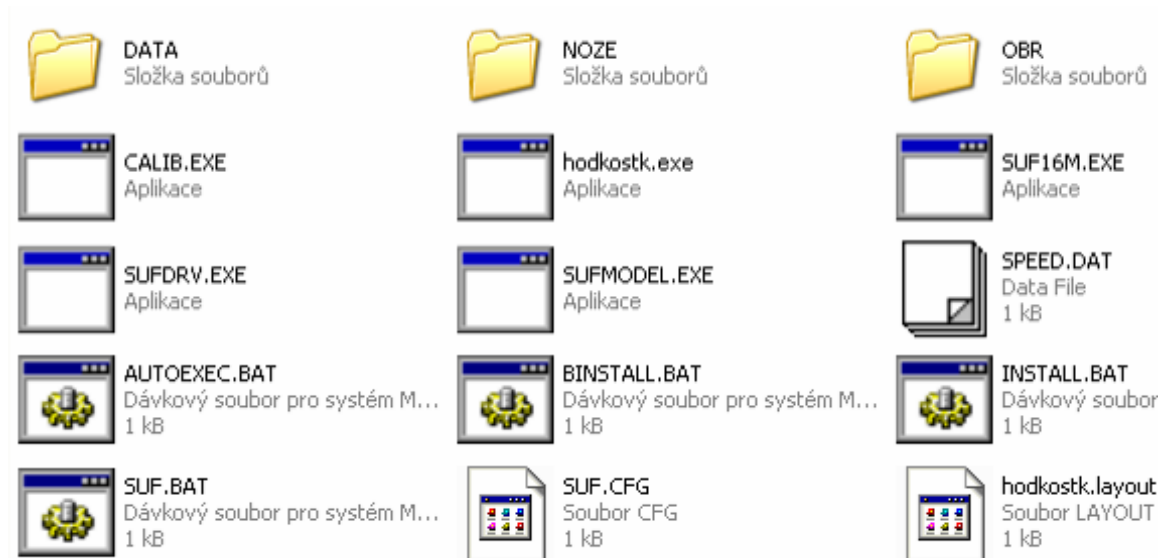 DATA
Složka souborů
NOZE
Složka souborů
OBR
Složka souborů
CALIB.EXE
Aplikace
hodkostk.exe
Aplikace
SUF16M.EXE
Aplikace
SUFDRV.EXE
Aplikace
SUFMODEL.EXE
Aplikace
SPEED.DAT
Data File
1 kB
AUTOEXEC.BAT
Dávkový soubor pro systém M...
1 kB
BINSTALL.BAT
Dávkový soubor pro systém M...
1 kB
INSTALL.BAT
Dávkový soubor
1 kB
SUF.BAT
Dávkový soubor pro systém M...
1 kB
SUF.CFG
Soubor CFG
1 kB
hodkostk.layout
Soubor LAYOUT
1 kB